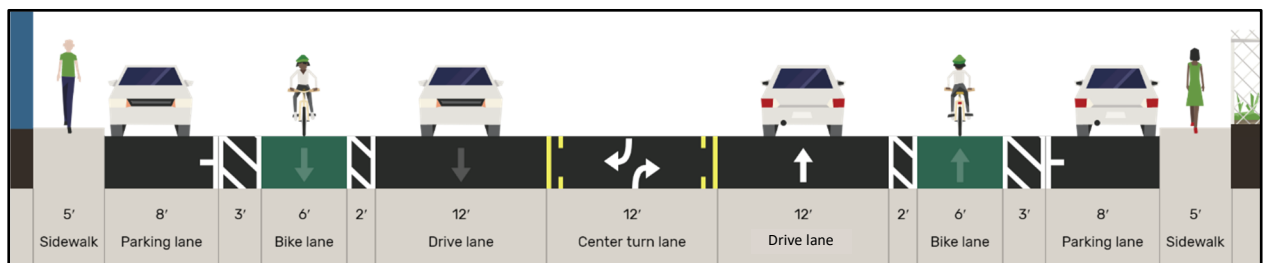 5′ 8′ 3′ 6′ 2′ 12′ 12′ 12′ 2′ 6′ 3′ 8′ 5′
Sidewalk Parking lane Bike lane Drive lane Center turn lane Drive lane Bike lane Parking lane Sidewalk